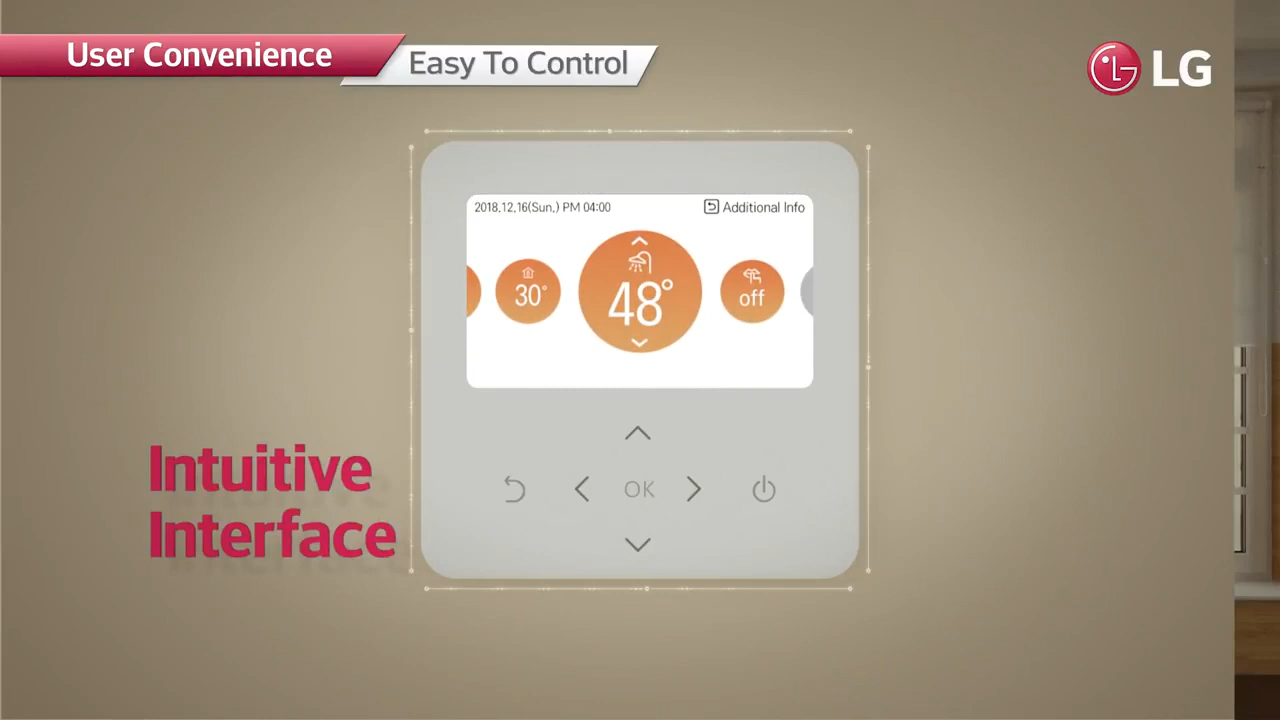 User Convenience
Easy To Control
LG
2018.12.16(Sun.) PM 04:00
Additional Info
30°
48°
off
OK
Intuitive
Interface